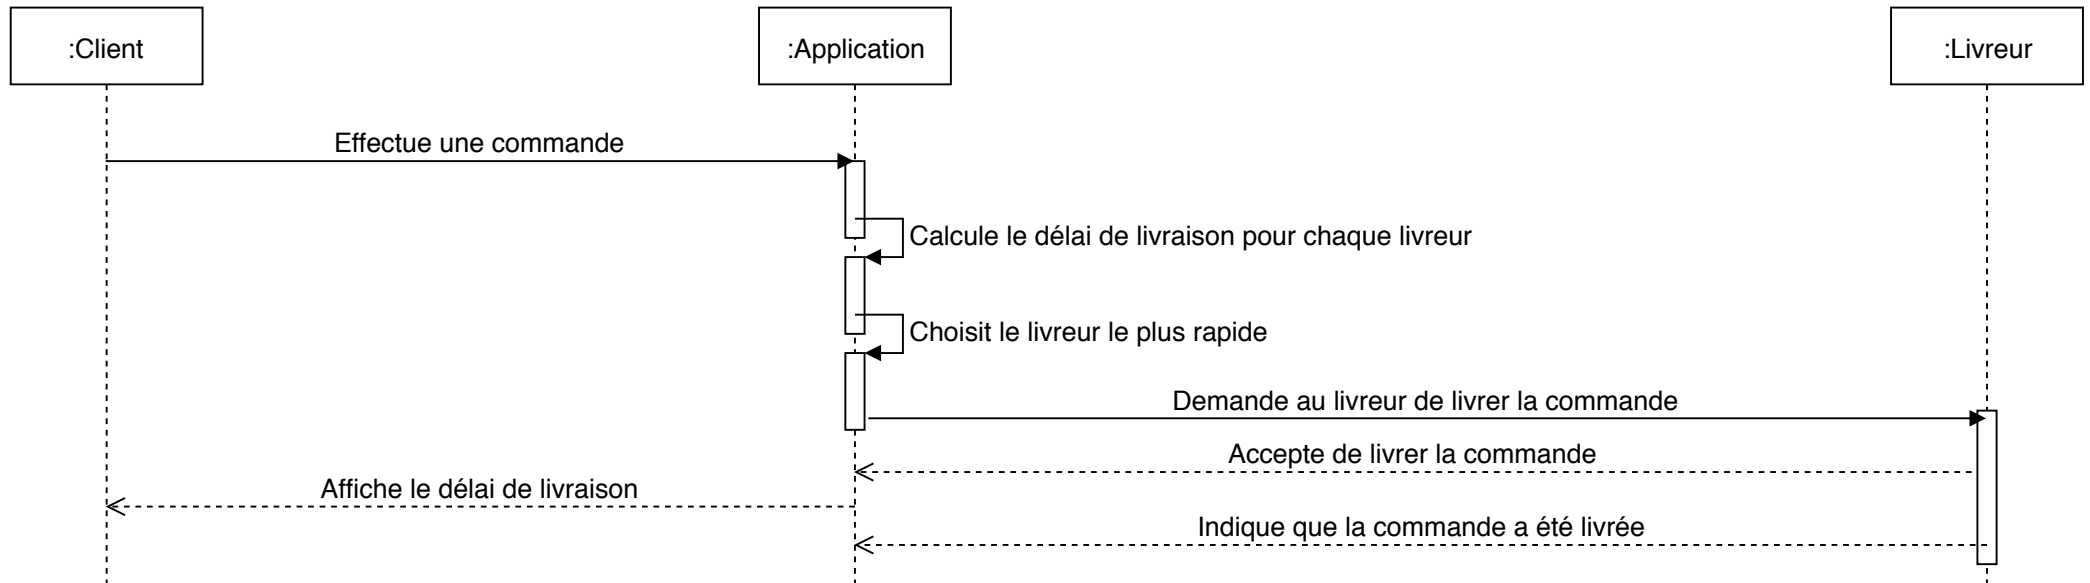 :Client
:Application
:Livreur
Effectue une commande
Calcule le délai de livraison pour chaque livreur
Choisit le livreur le plus rapide
Demande au livreur de livrer la commande
Accepte de livrer la commande
Affiche le délai de livraison
Indique que la commande a été livrée